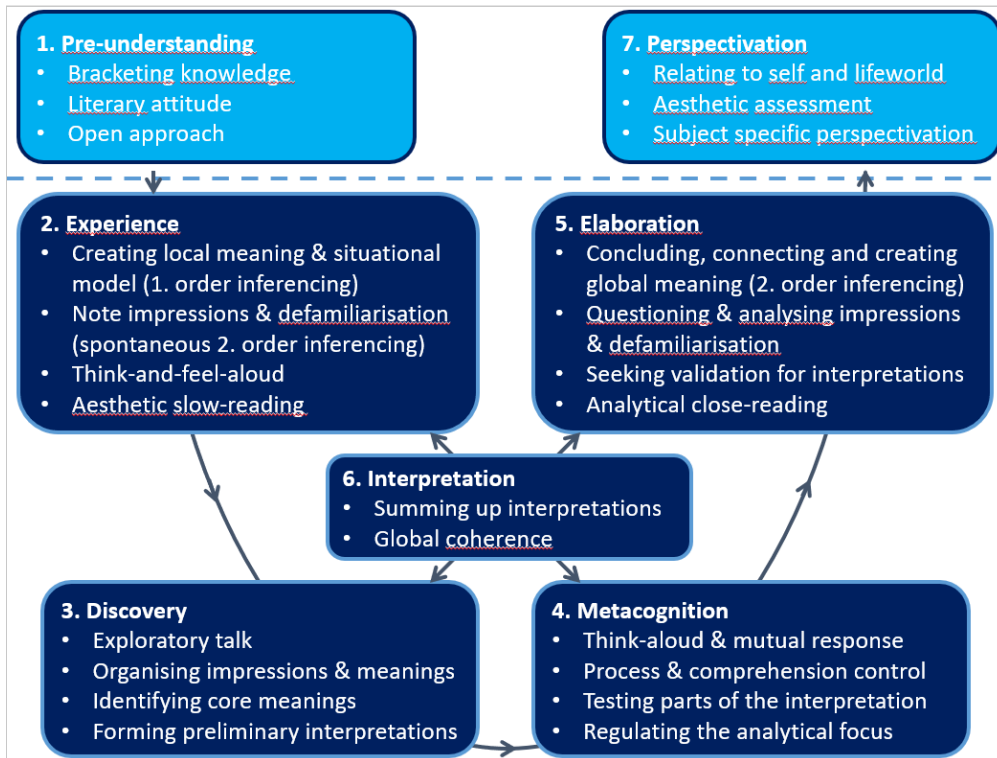 1. Pre-understanding
• Bracketing knowledge
• Literary attitude
• Open approach
7. Perspectivation
• Relating to self and lifeworld
• Aesthetic assessment
• Subject specific perspectivation
2. Experience
• Creating local meaning & situational
model (1. order inferencing)
• Note impressions & defamiliarisation
(spontaneous 2. order inferencing)
• Think-and-feel-aloud
• Aesthetic slow-reading
5. Elaboration
• Concluding, connecting and creating
global meaning (2. order inferencing)
• Questioning & analysing impressions
& defamiliarisation
• Seeking validation for interpretations
• Analytical close-reading
6. Interpretation
• Summing up interpretations
• Global coherence
3. Discovery
• Exploratory talk
• Organising impressions & meanings
• Identifying core meanings
• Forming preliminary interpretations
4. Metacognition
• Think-aloud & mutual response
• Process & comprehension control
• Testing parts of the interpretation
• Regulating the analytical focus